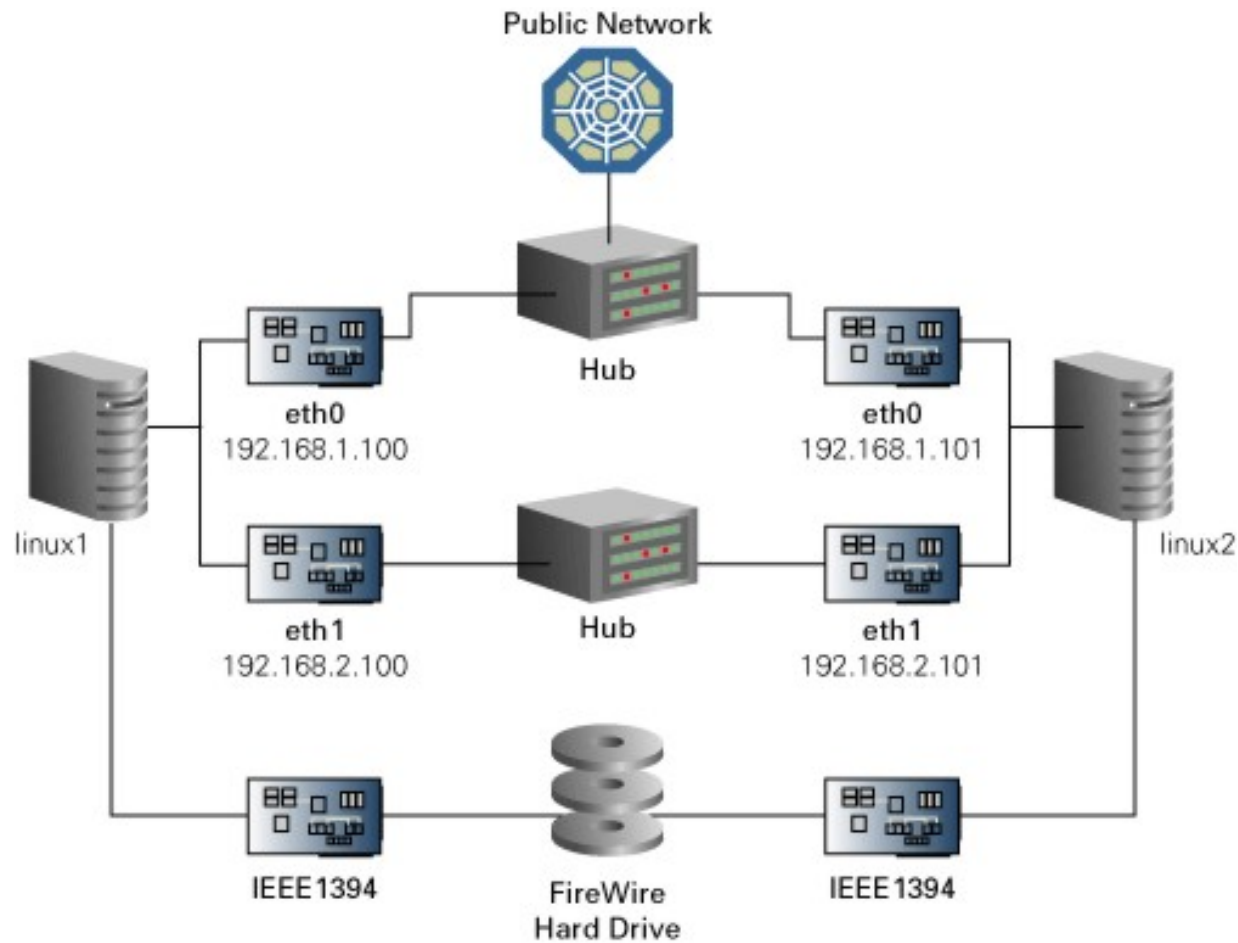 Public Network
Hub
eth0
192.168.1.100
eth0
192.168.1.101
linux1
linux2
Hub
eth1
192.168.2.100
eth1
192.168.2.101
IEEE1394
FireWire
Hard Drive
IEEE1394